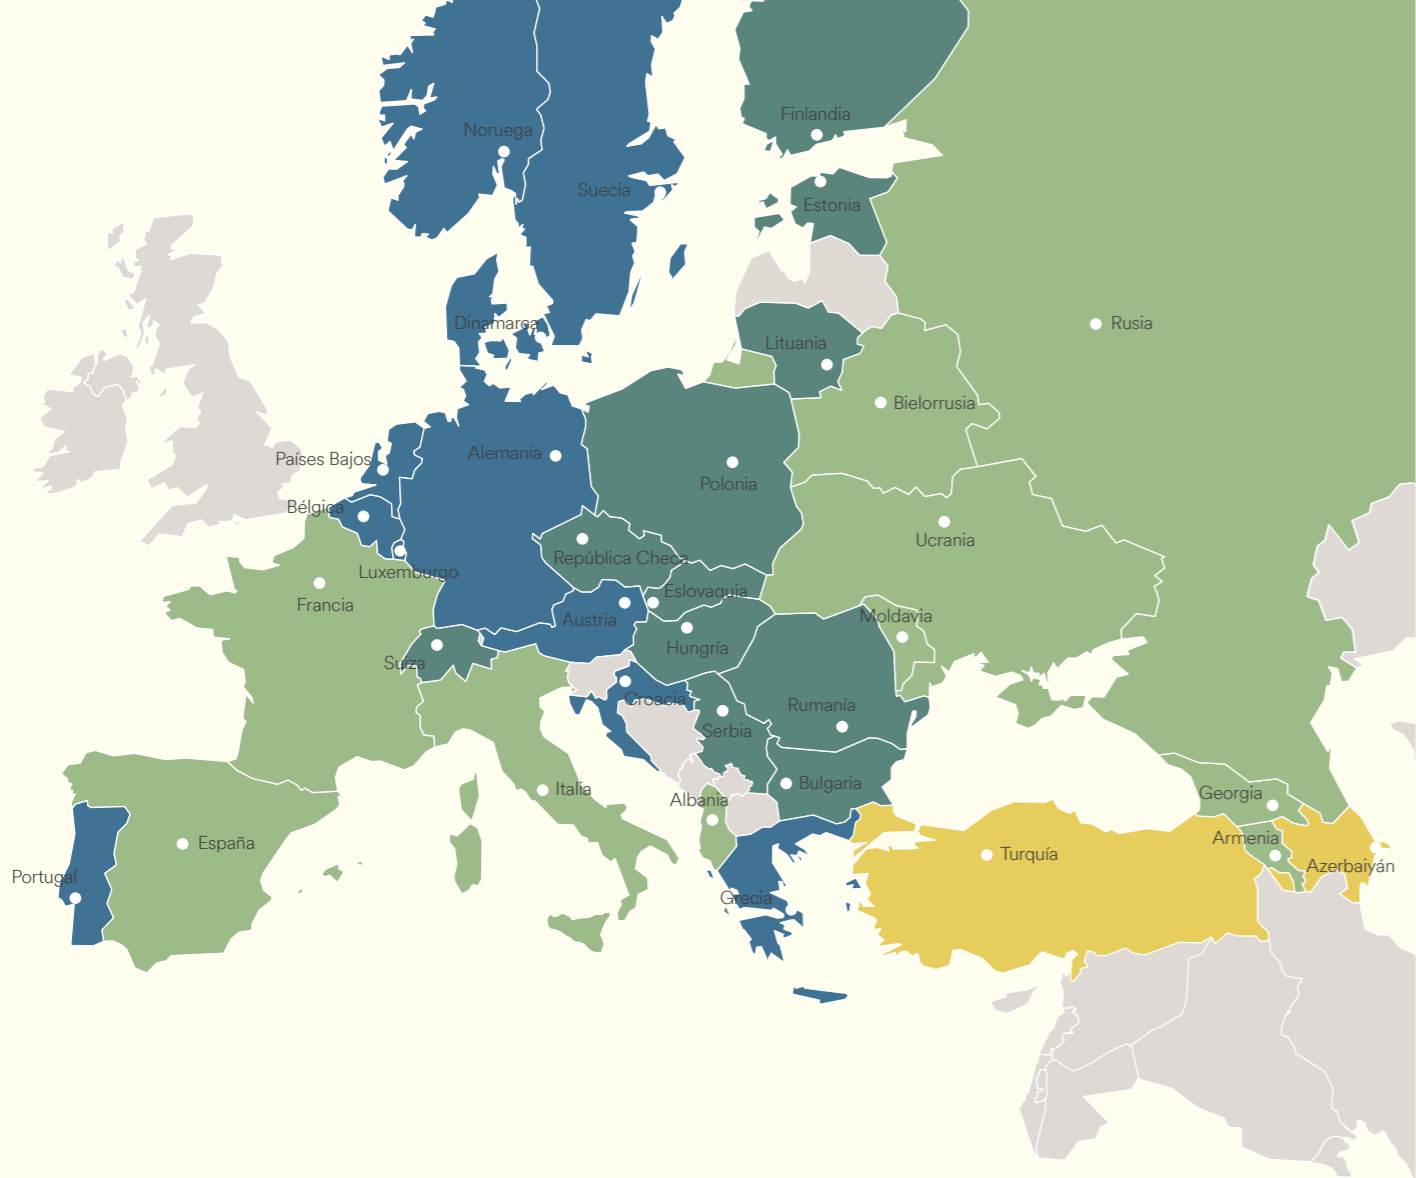 Finlandia
Noruega
Suecia
Estonia
Dinamarca
Rusia
Lituania
Bielorrusia
Países Bajos
Alemania
Polonia
Bélgica
Ucrania
República Checa
Luxemburgo
Eslovaquia
Francia
Austria
Moldavia
Hungría
Suiza
Croacia
Rumanía
Serbia
Bulgaria
Italia
Georgia
Albania
Armenia
España
Turquía
Azerbaiyán
Portugal
Grecia